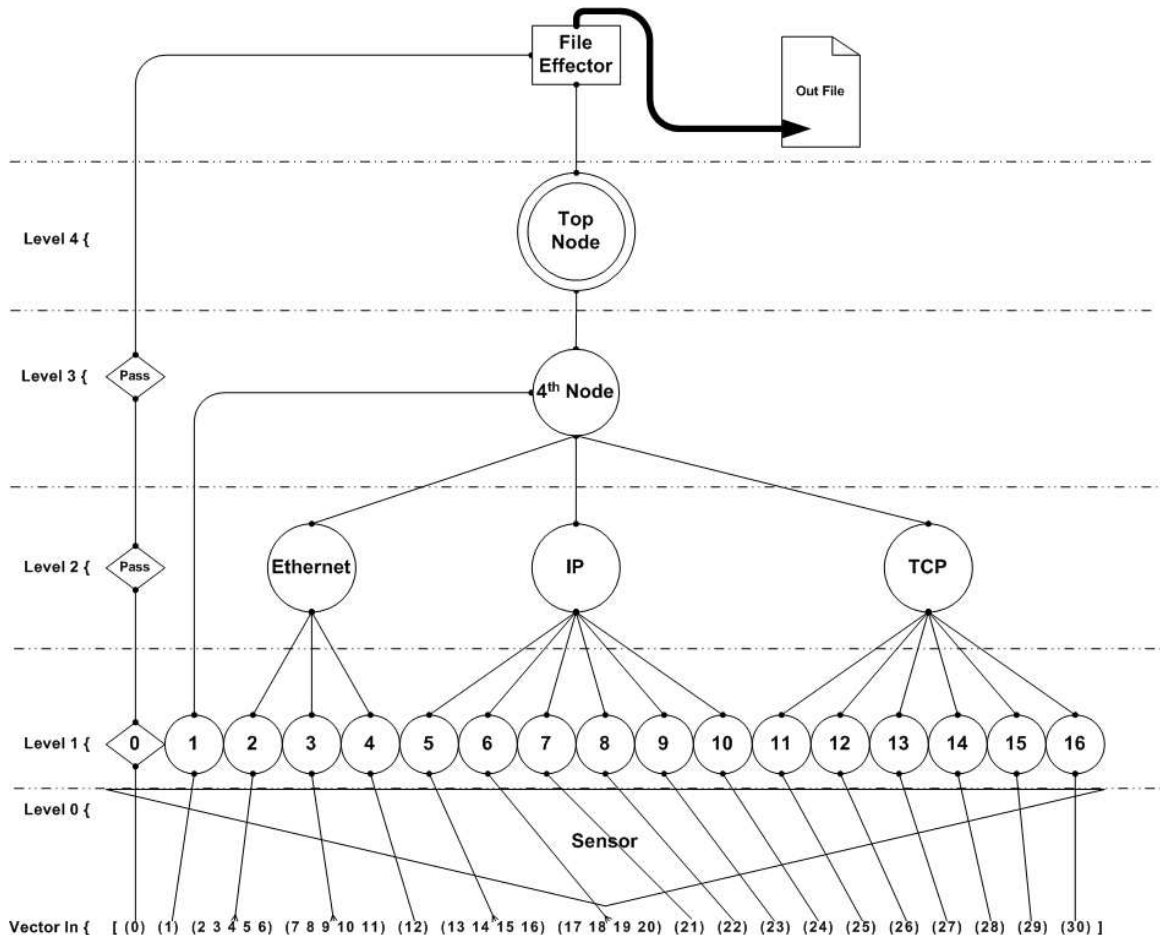 File
Effector
Out File
Level 4 {
Top
Node
Level 3 {
Pass
4th Node
Level 2 {
Pass
Ethernet
IP
TCP
Level 1 {
0 1 2 3 4 5 6 7 8 9 10 11 12 13 14 15 16
Level 0 {
Sensor
Vector In { [ (0) (1) (2 3 4 5 6) (7 8 9 10 11) (12) (13 14 15 16) (17 18 19 20) (21) (22) (23) (24) (25) (26) (27) (28) (29) (30) ]